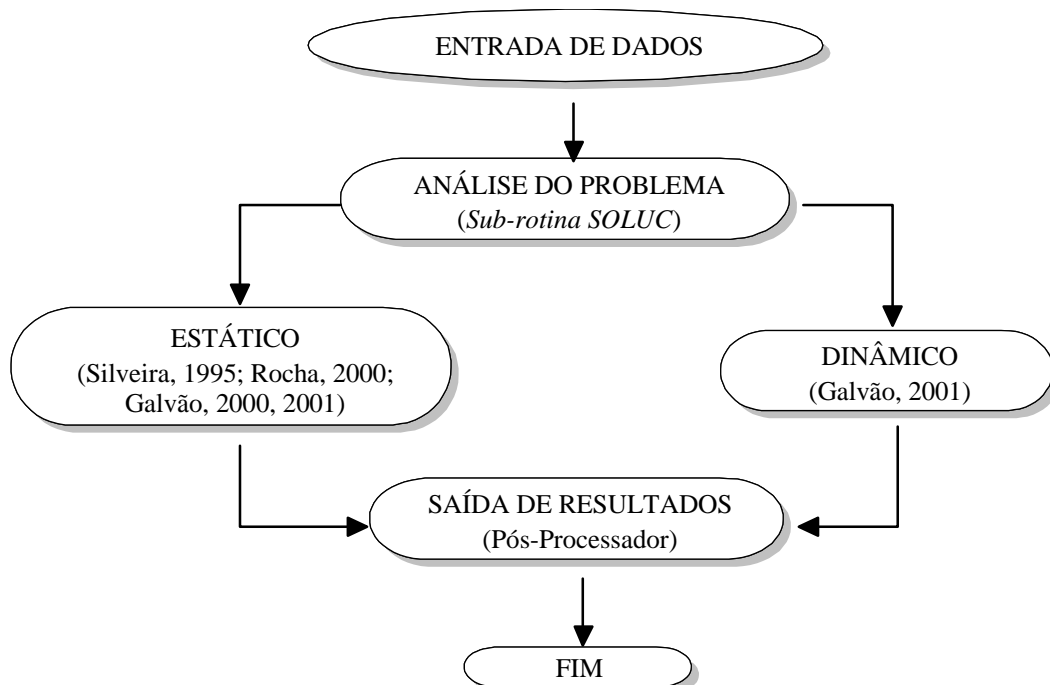 ENTRADA DE DADOS
ANÁLISE DO PROBLEMA
(Sub-rotina SOLUC)
ESTÁTICO
(Silveira, 1995; Rocha, 2000;
Galvão, 2000, 2001)
DINÂMICO
(Galvão, 2001)
SAÍDA DE RESULTADOS
(Pós-Processador)
FIM